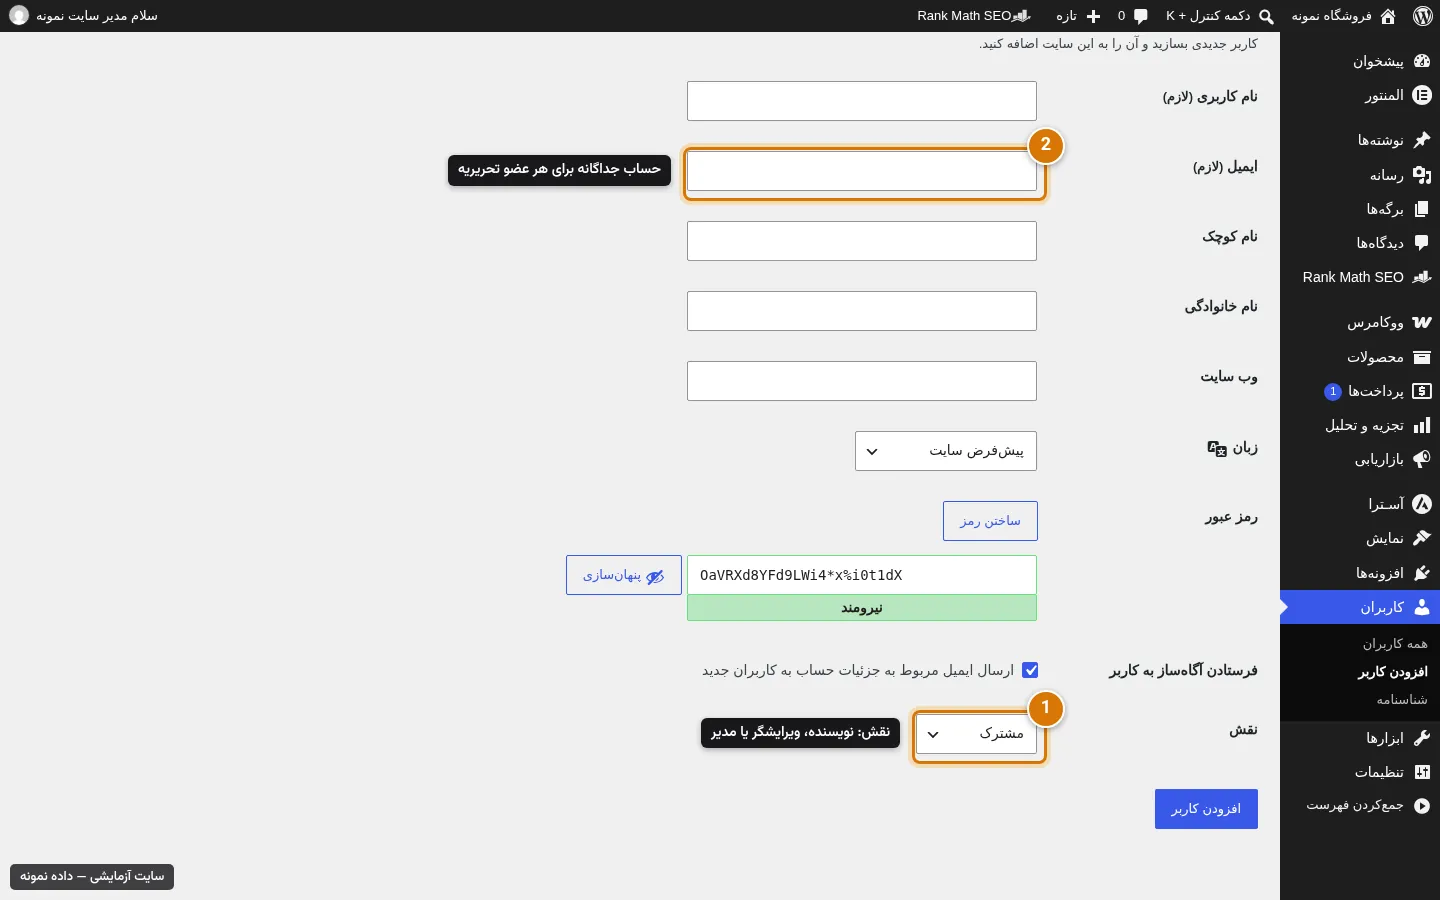 فروشگاه نمونه
دکمه کنترل + K
0
تازه
Rank Math SEO
سلام مدیر سایت نمونه
پیشخوان
المنتور
نوشته‌ها
رسانه
برگه‌ها
دیدگاه‌ها
Rank Math SEO
ووکامرس
محصولات
پرداخت‌ها 1
تجزیه و تحلیل
بازاریابی
آسـترا
نمایش
افزونه‌ها
کاربران
همه کاربران
افزودن کاربر
شناسنامه
ابزارها
تنظیمات
جمع‌کردن فهرست
کاربر جدیدی بسازید و آن را به این سایت اضافه کنید.
نام کاربری (لازم)
ایمیل (لازم)
2
حساب جداگانه برای هر عضو تحریریه
نام کوچک
نام خانوادگی
وب سایت
زبان
پیش‌فرض سایت
رمز عبور
ساختن رمز
OaVRXd8YFd9LWi4*x%i0t1dX
پنهان‌سازی
نیرومند
فرستادن آگاه‌ساز به کاربر
ارسال ایمیل مربوط به جزئیات حساب به کاربران جدید
نقش
1
مشترک
نقش: نویسنده، ویرایشگر یا مدیر
افزودن کاربر
سایت آزمایشی — داده نمونه